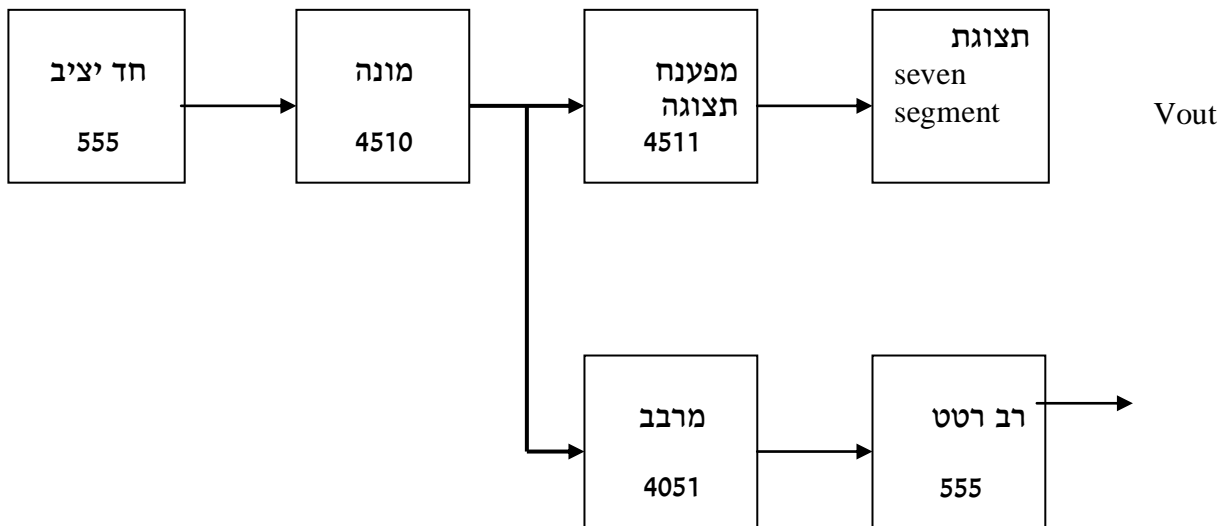 חד יציב
555
מונה
4510
מפענח
תצוגה
4511
תצוגת
seven
segment
Vout
מרבב
4051
רב רטט
555